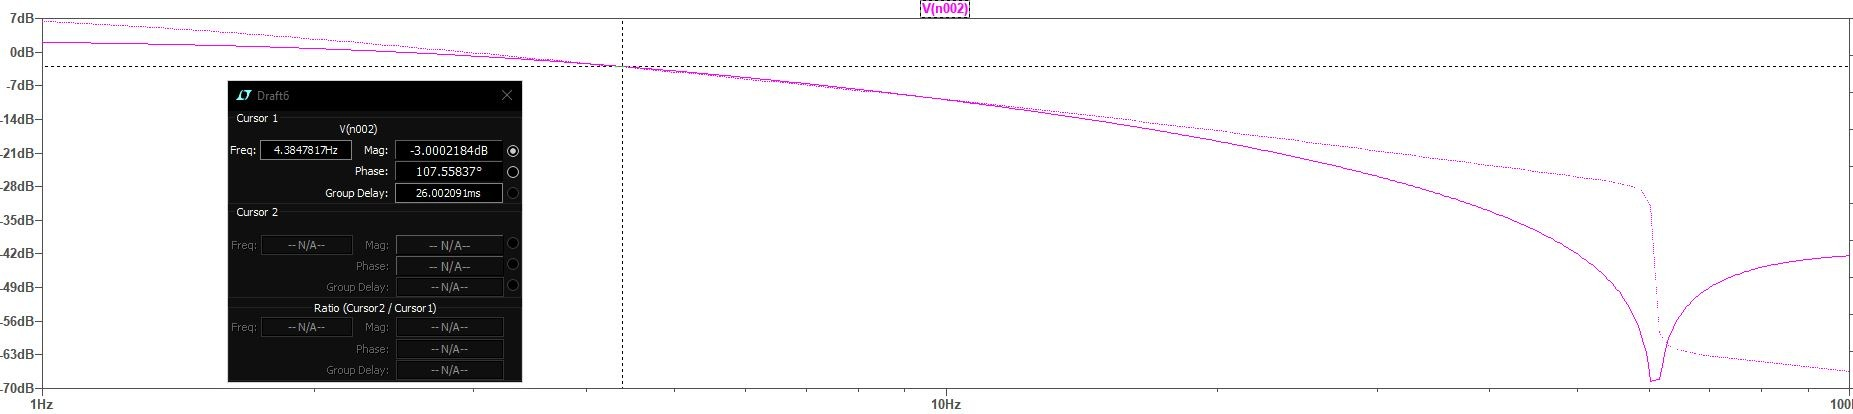 V(n002)
7dB
0dB
-7dB
-14dB
-21dB
-28dB
-35dB
-42dB
-49dB
-56dB
-63dB
-70dB
Draft6
Cursor 1
V(n002)
Freq: 4.3847817Hz Mag: -3.0002184dB
Phase: 107.55837°
Group Delay: 26.002091ms
Cursor 2
Freq: -- N/A-- Mag: -- N/A--
Phase: -- N/A--
Group Delay: -- N/A--
Ratio (Cursor2 / Cursor1)
Freq: -- N/A-- Mag: -- N/A--
Phase: -- N/A--
Group Delay: -- N/A--
1Hz 10Hz 100